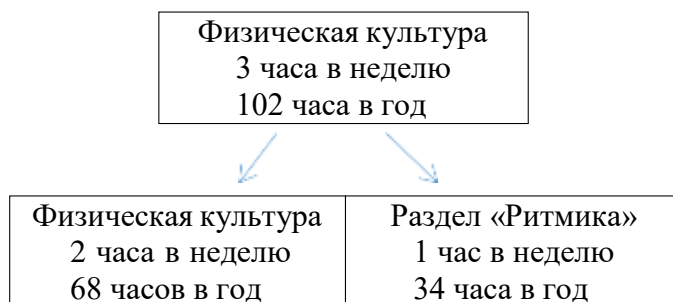 Физическая культура
3 часа в неделю
102 часа в год
Физическая культура
2 часа в неделю
68 часов в год
Раздел «Ритмика»
1 час в неделю
34 часа в год